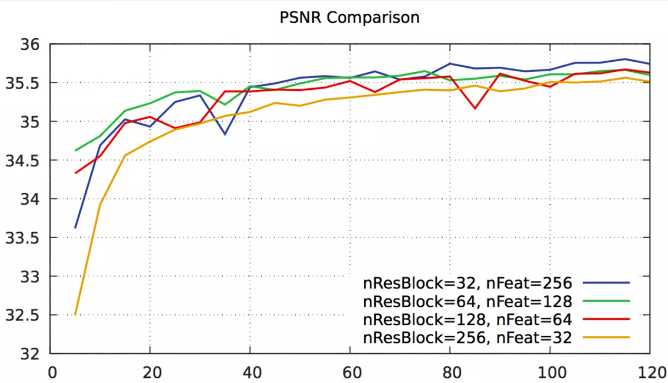 PSNR Comparison
36
35.5
35
34.5
34
33.5
33
32.5
32
nResBlock=32, nFeat=256
nResBlock=64, nFeat=128
nResBlock=128, nFeat=64
nResBlock=256, nFeat=32
0 20 40 60 80 100 120